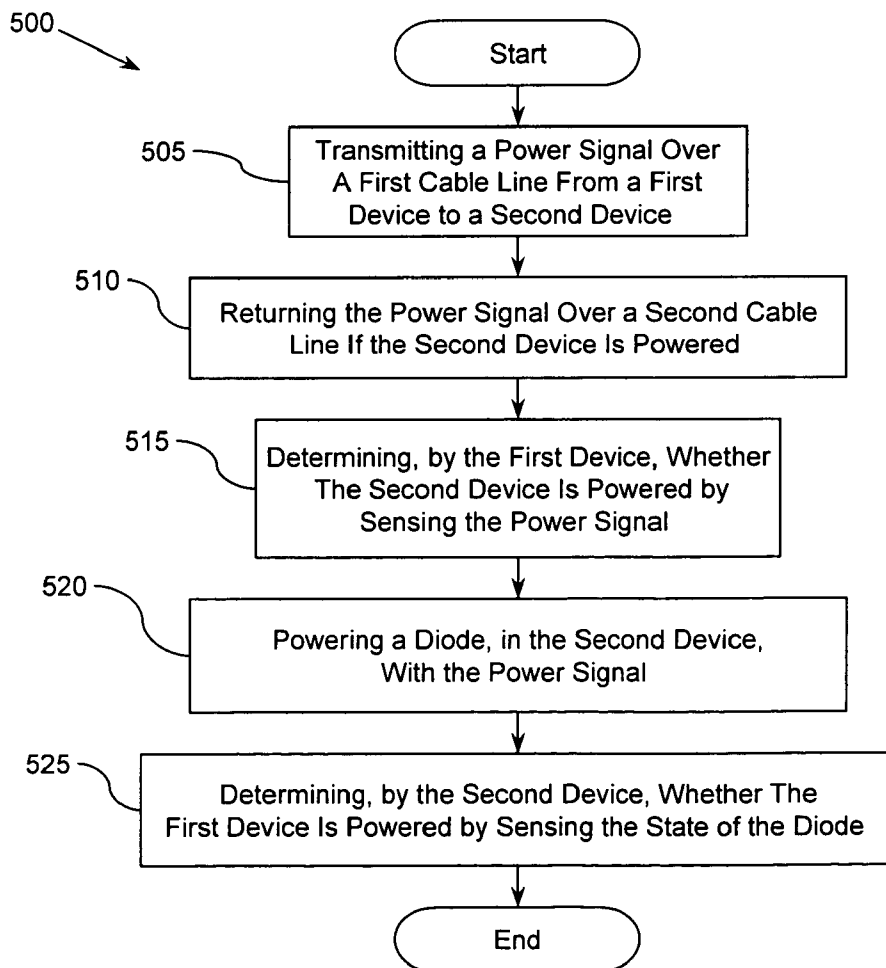 500
Start
505
Transmitting a Power Signal Over
A First Cable Line From a First
Device to a Second Device
510
Returning the Power Signal Over a Second Cable
Line If the Second Device Is Powered
515
Determining, by the First Device, Whether
The Second Device Is Powered by
Sensing the Power Signal
520
Powering a Diode, in the Second Device,
With the Power Signal
525
Determining, by the Second Device, Whether The
First Device Is Powered by Sensing the State of the Diode
End